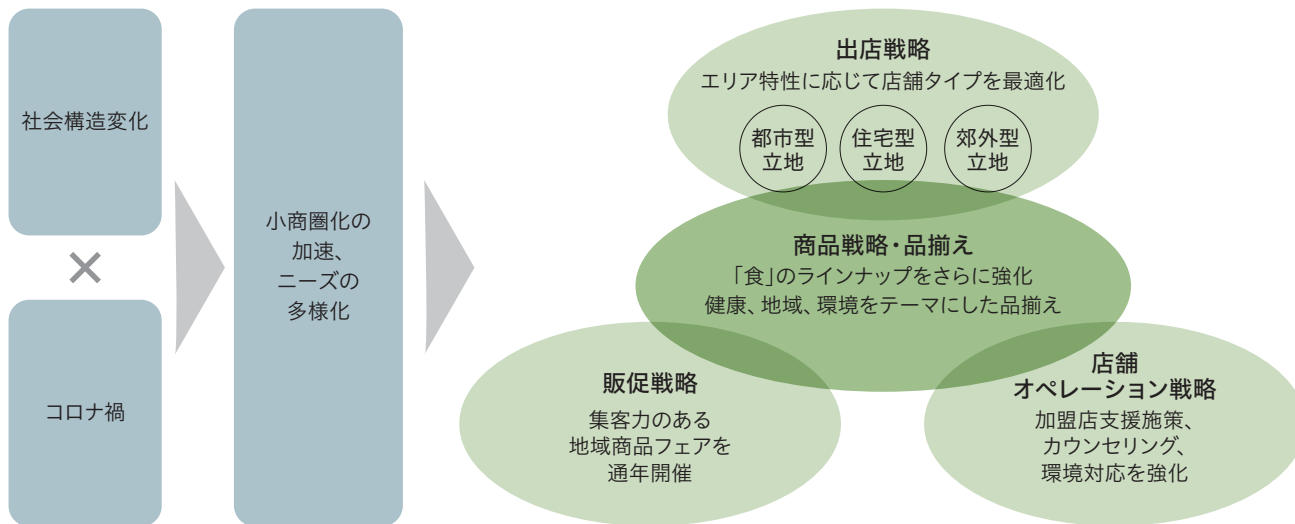 社会構造変化
×
コロナ禍
小商圏化の
加速、
ニーズの
多様化
出店戦略
エリア特性に応じて店舗タイプを最適化
都市型
立地
住宅型
立地
郊外型
立地
商品戦略・品揃え
「食」のラインナップをさらに強化
健康、地域、環境をテーマにした品揃え
販促戦略
集客力のある
地域商品フェアを
通年開催
店舗
オペレーション戦略
加盟店支援施策、
カウンセリング、
環境対応を強化